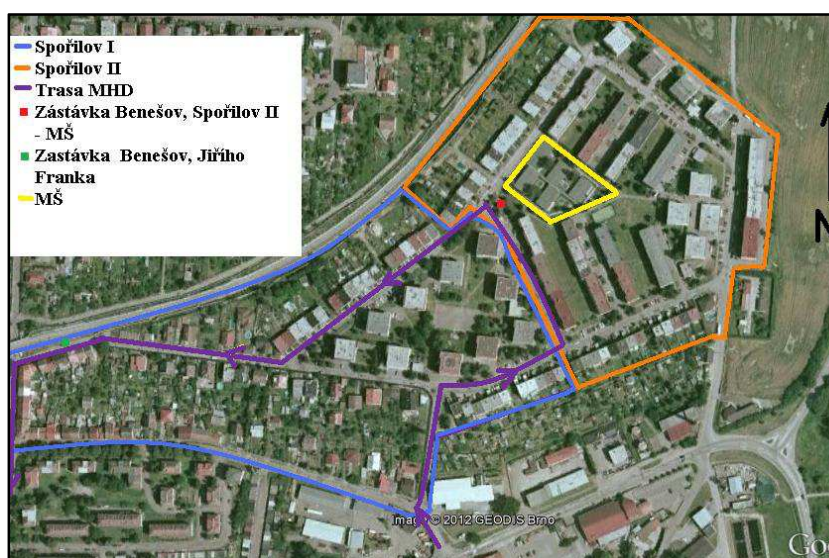 Spořilov I
Spořilov II
Trasa MHD
Zástávka Benešov, Spořilov II
- MŠ
Zastávka Benešov, Jiřího
Franka
MŠ
N
Image © 2012 GEODIS Brno
Go